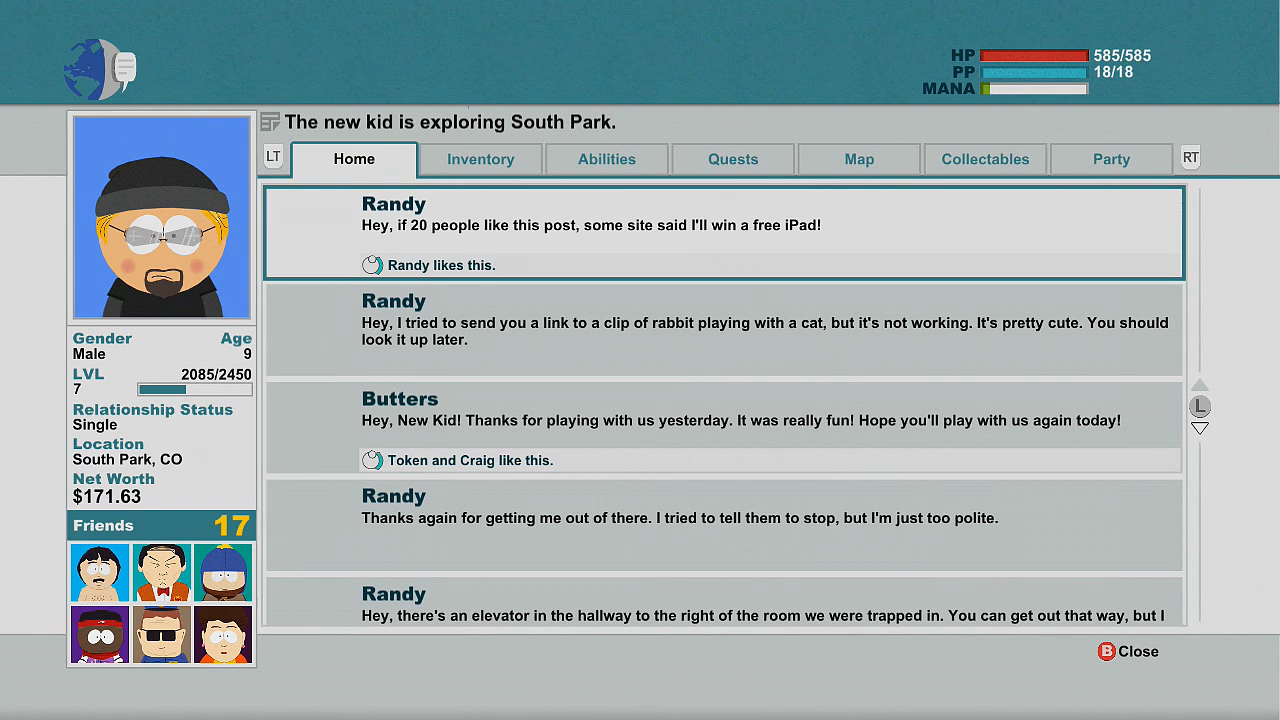 HP 585/585
PP 18/18
MANA
The new kid is exploring South Park.
LT Home Inventory Abilities Quests Map Collectables Party RT
Randy
Hey, if 20 people like this post, some site said I'll win a free iPad!
Randy likes this.
Randy
Hey, I tried to send you a link to a clip of rabbit playing with a cat, but it's not working. It's pretty cute. You should
look it up later.
Butters
Hey, New Kid! Thanks for playing with us yesterday. It was really fun! Hope you'll play with us again today!
Token and Craig like this.
Randy
Thanks again for getting me out of there. I tried to tell them to stop, but I'm just too polite.
Randy
Hey, there's an elevator in the hallway to the right of the room we were trapped in. You can get out that way, but I
L
Gender Age
Male 9
LVL 2085/2450
7
Relationship Status
Single
Location
South Park, CO
Net Worth
$171.63
Friends 17
B Close